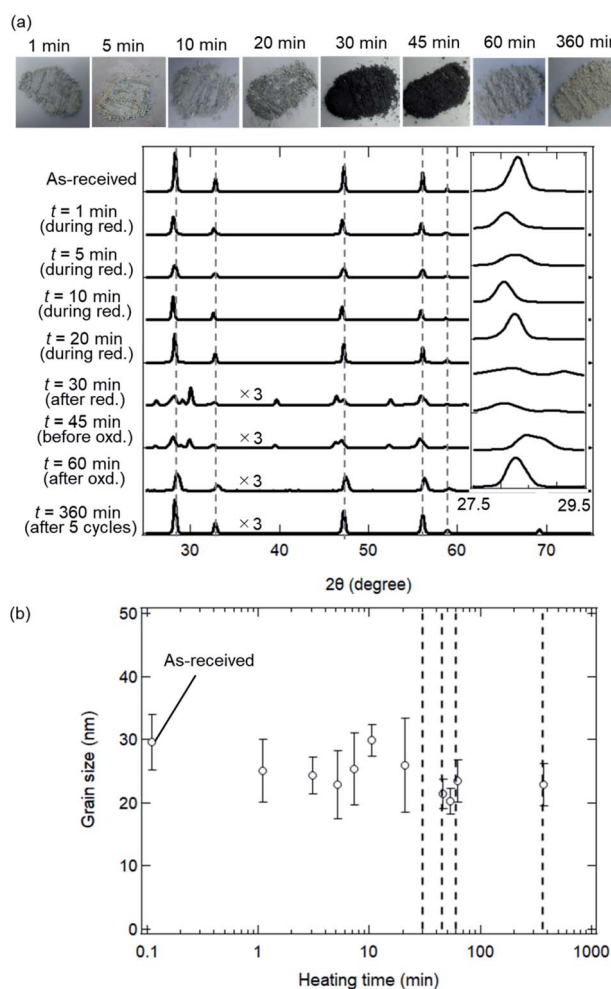 (a)
1 min 5 min 10 min 20 min 30 min 45 min 60 min 360 min
As-received
t = 1 min
(during red.)
t = 5 min
(during red.)
t = 10 min
(during red.)
t = 20 min
(during red.)
t = 30 min
(after red.)
× 3
t = 45 min
(before oxd.)
× 3
t = 60 min
(after oxd.)
× 3
27.5 29.5
t = 360 min
(after 5 cycles)
× 3
30 40 50 60 70
2θ (degree)
(b)
50
As-received
40
30
20
10
0
Grain size (nm)
0.1 1 10 100 1000
Heating time (min)